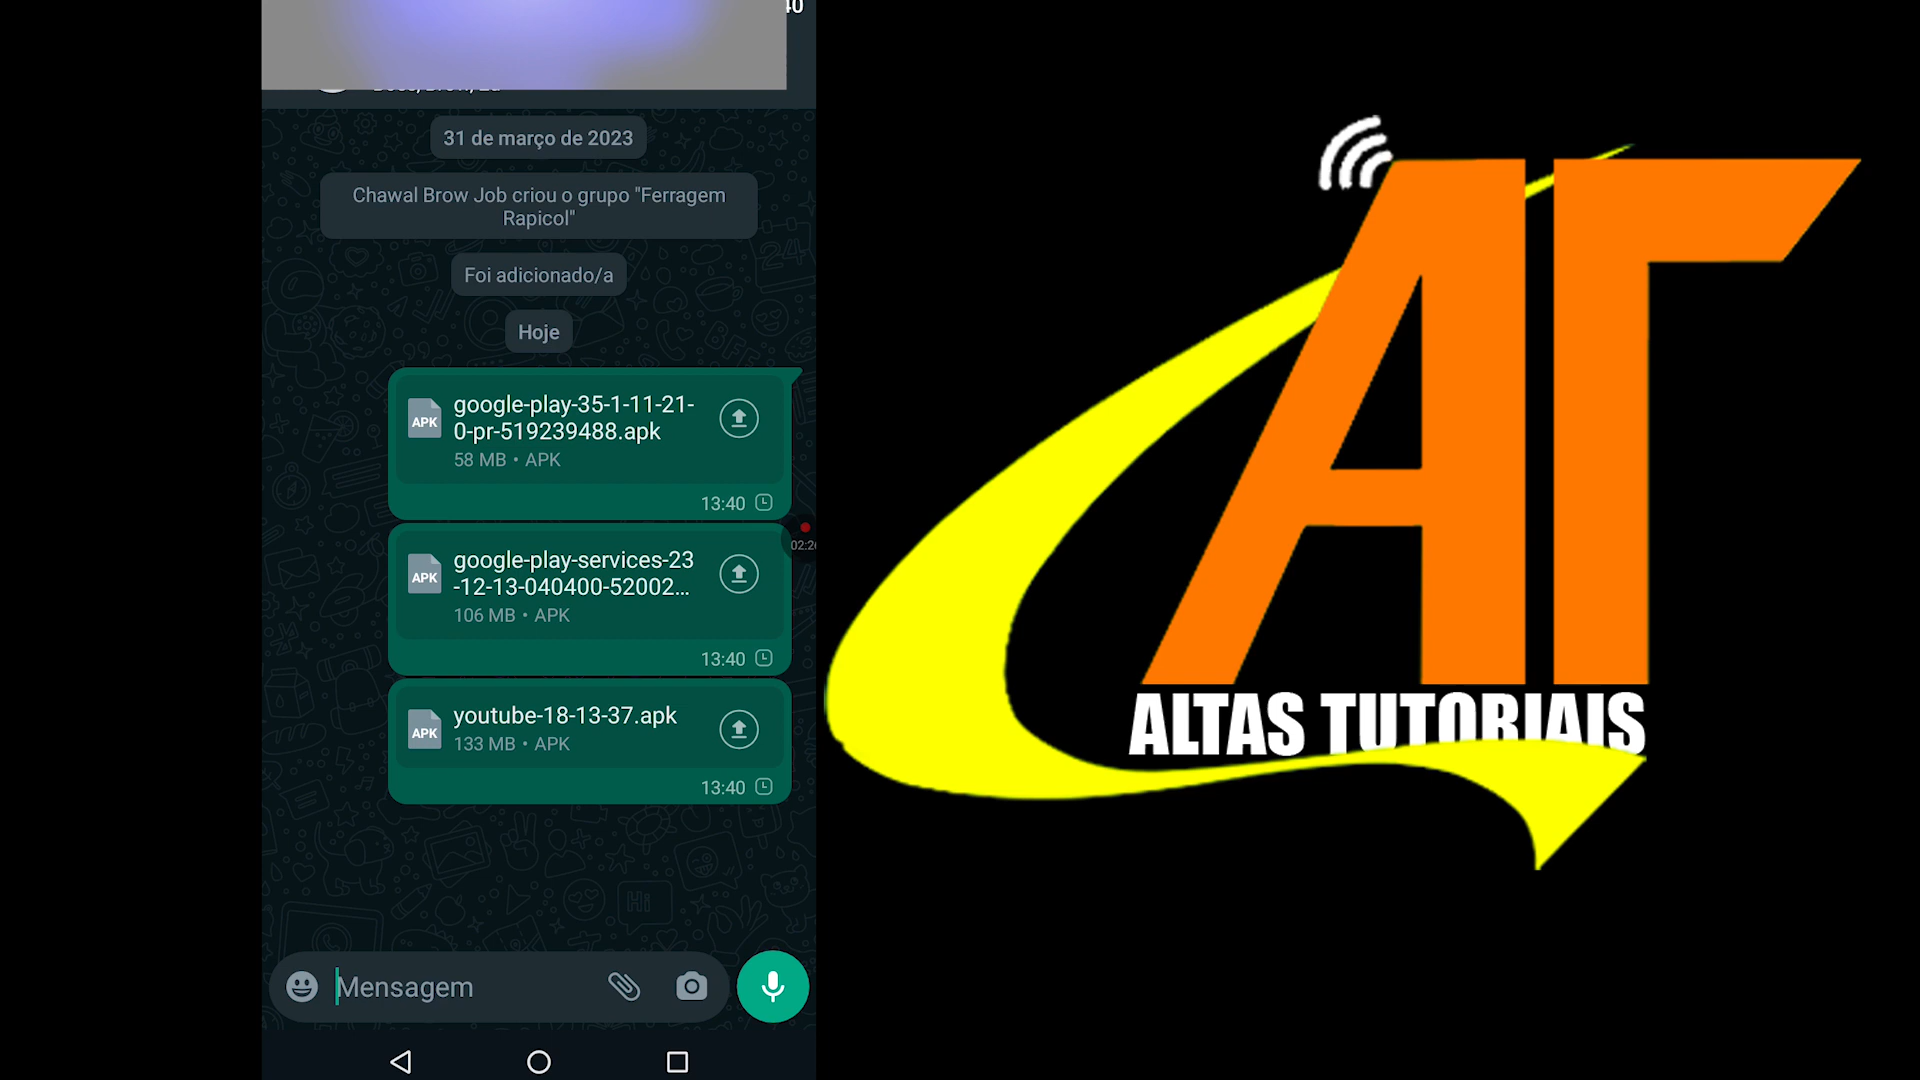 40
31 de março de 2023
Chawal Brow Job criou o grupo "Ferragem
Rapicol"
Foi adicionado/a
Hoje
APK
google-play-35-1-11-21-
0-pr-519239488.apk
58 MB • APK
13:40
APK
google-play-services-23
-12-13-040400-52002...
106 MB • APK
13:40
02:26
APK
youtube-18-13-37.apk
133 MB • APK
13:40
Mensagem
AT
ALTAS TUTORIAIS